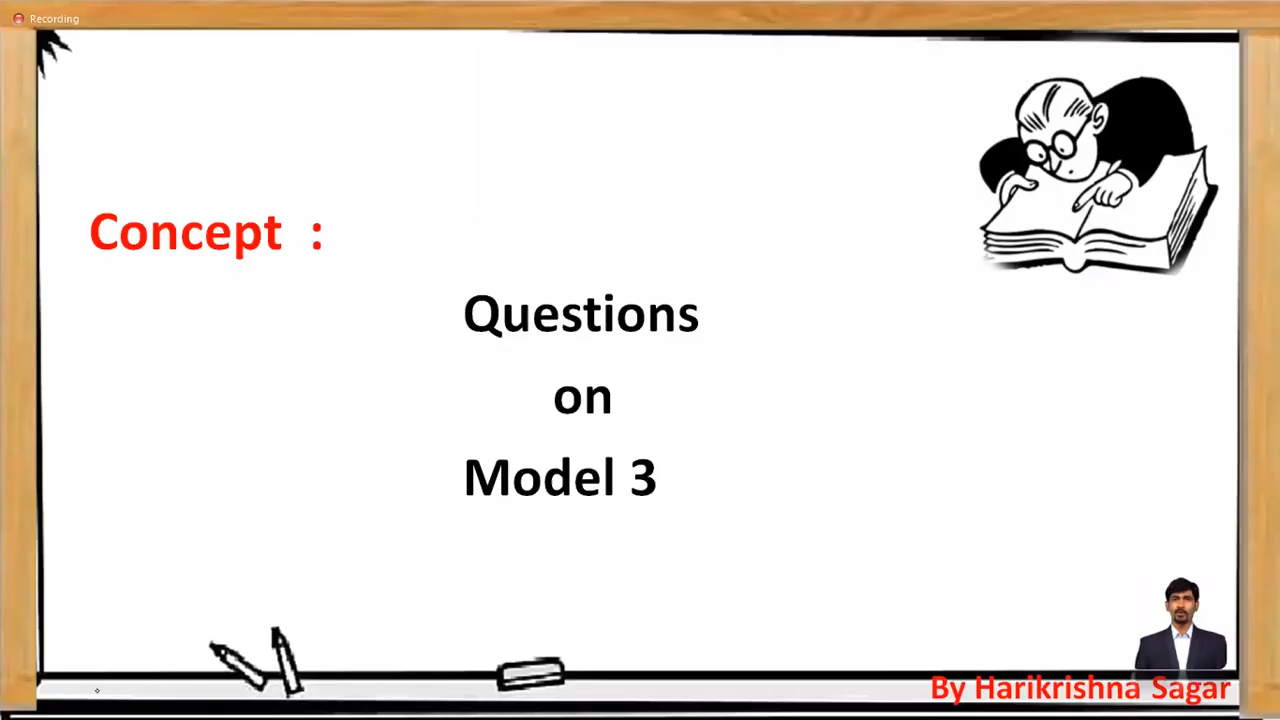 Recording
Concept :
Questions
on
Model 3
By Harikrishna Sagar